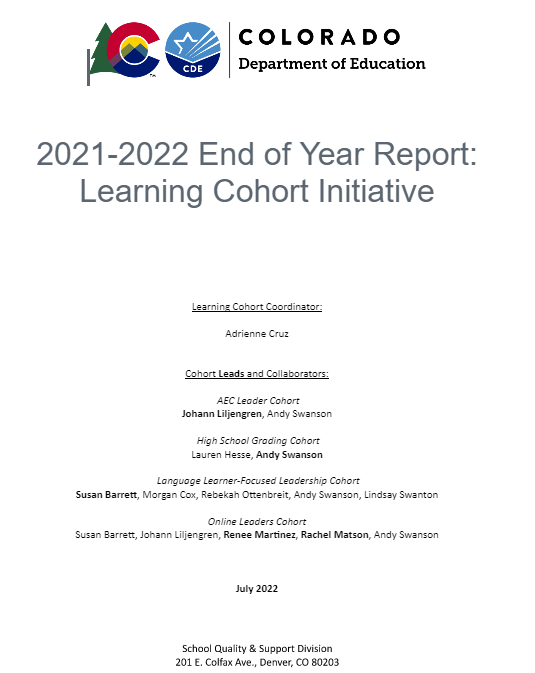 CDE
COLORADO
Department of Education
2021-2022 End of Year Report:
Learning Cohort Initiative
Learning Cohort Coordinator:
Adrienne Cruz
Cohort Leads and Collaborators:
AEC Leader Cohort
Johann Liljengren, Andy Swanson
High School Grading Cohort
Lauren Hesse, Andy Swanson
Language Learner-Focused Leadership Cohort
Susan Barrett, Morgan Cox, Rebekah Ottenbreit, Andy Swanson, Lindsay Swanton
Online Leaders Cohort
Susan Barrett, Johann Liljengren, Renee Martinez, Rachel Matson, Andy Swanson
July 2022
School Quality & Support Division
201 E. Colfax Ave., Denver, CO 80203